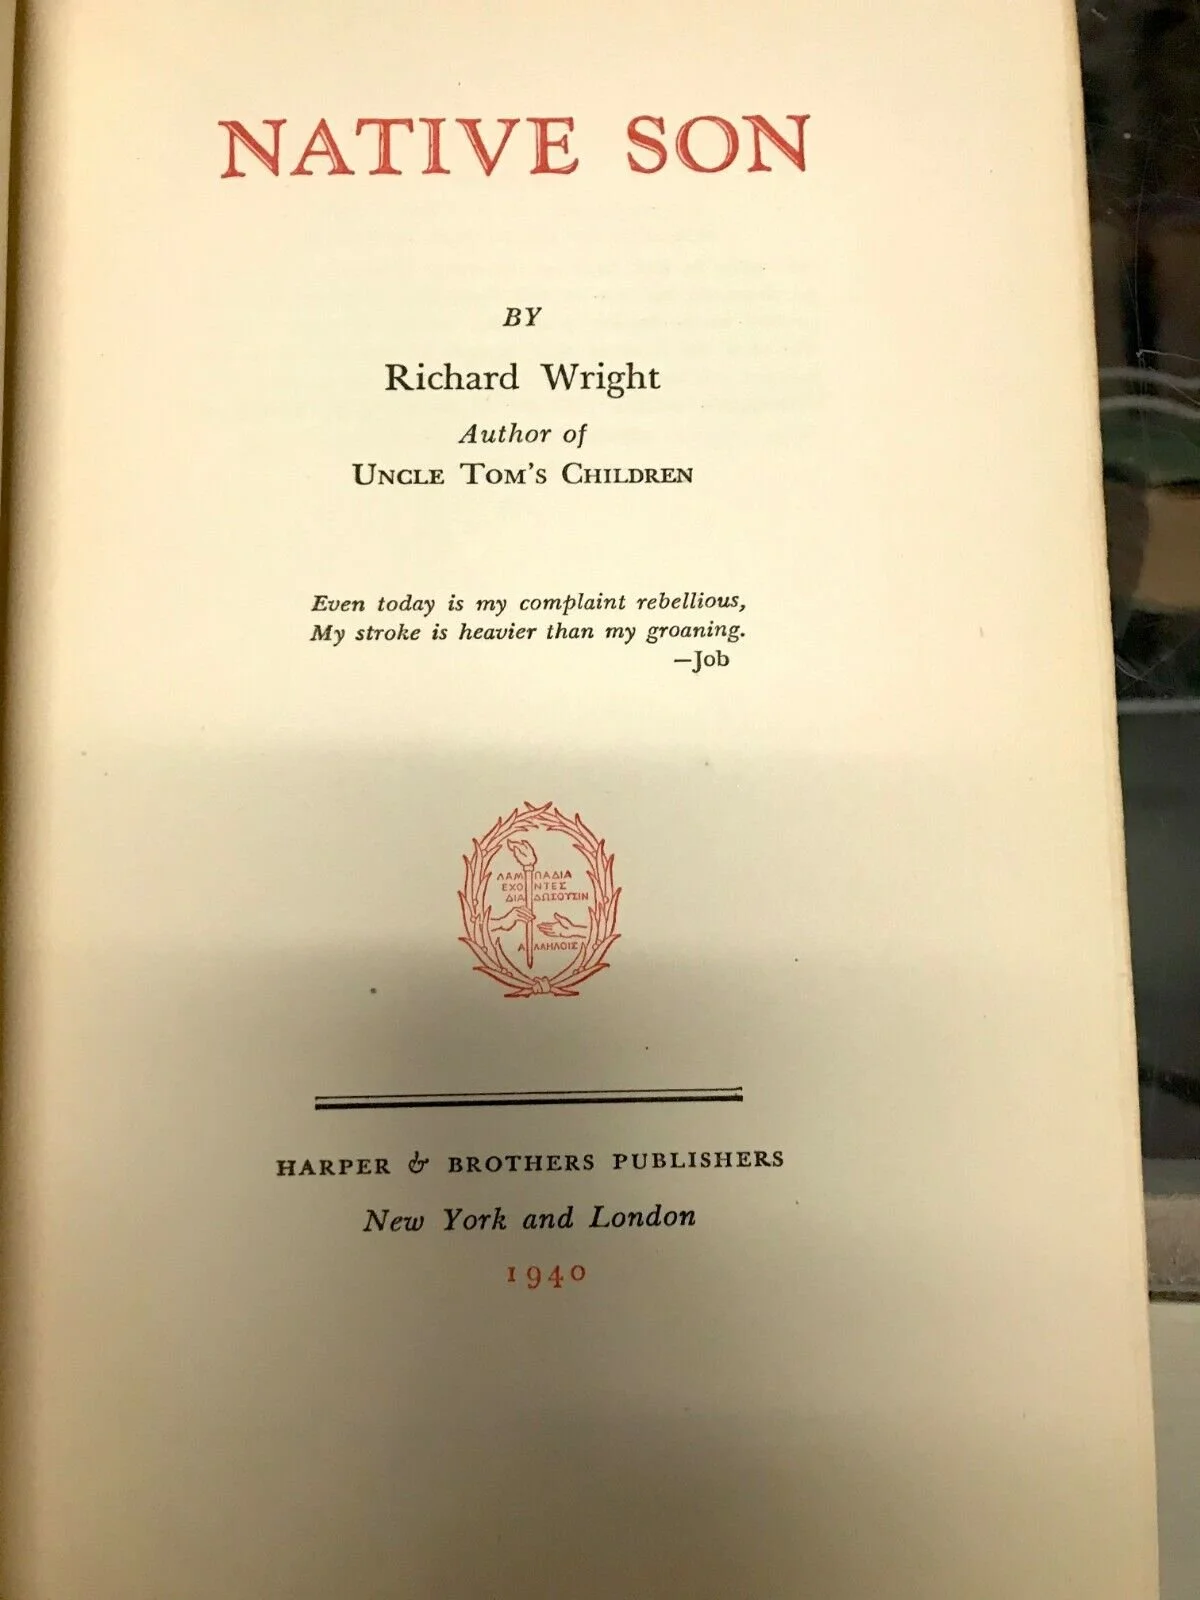 NATIVE SON
BY
Richard Wright
Author of
UNCLE TOM'S CHILDREN
Even today is my complaint rebellious,
My stroke is heavier than my groaning.
—Job
ΛΑΜ ΠΑΔΙΑ
ΕΧΟ ΝΤΕΣ
ΔΙΑ ΔΩΣΟΥΣΙΝ
Α ΛΛΗΛΟΙΣ
HARPER & BROTHERS PUBLISHERS
New York and London
1940